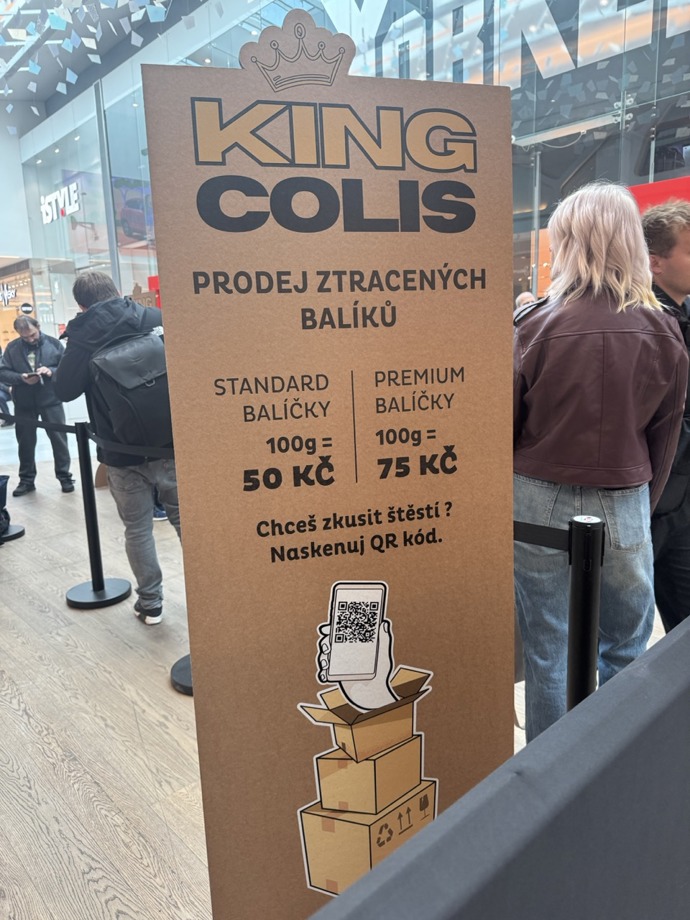 KING
COLIS
PRODEJ ZTRACENÝCH
BALÍKŮ
STANDARD
BALÍČKY
100g =
50 KČ
PREMIUM
BALÍČKY
100g =
75 KČ
Chceš zkusit štěstí ?
Naskenuj QR kód.
iSTYLE